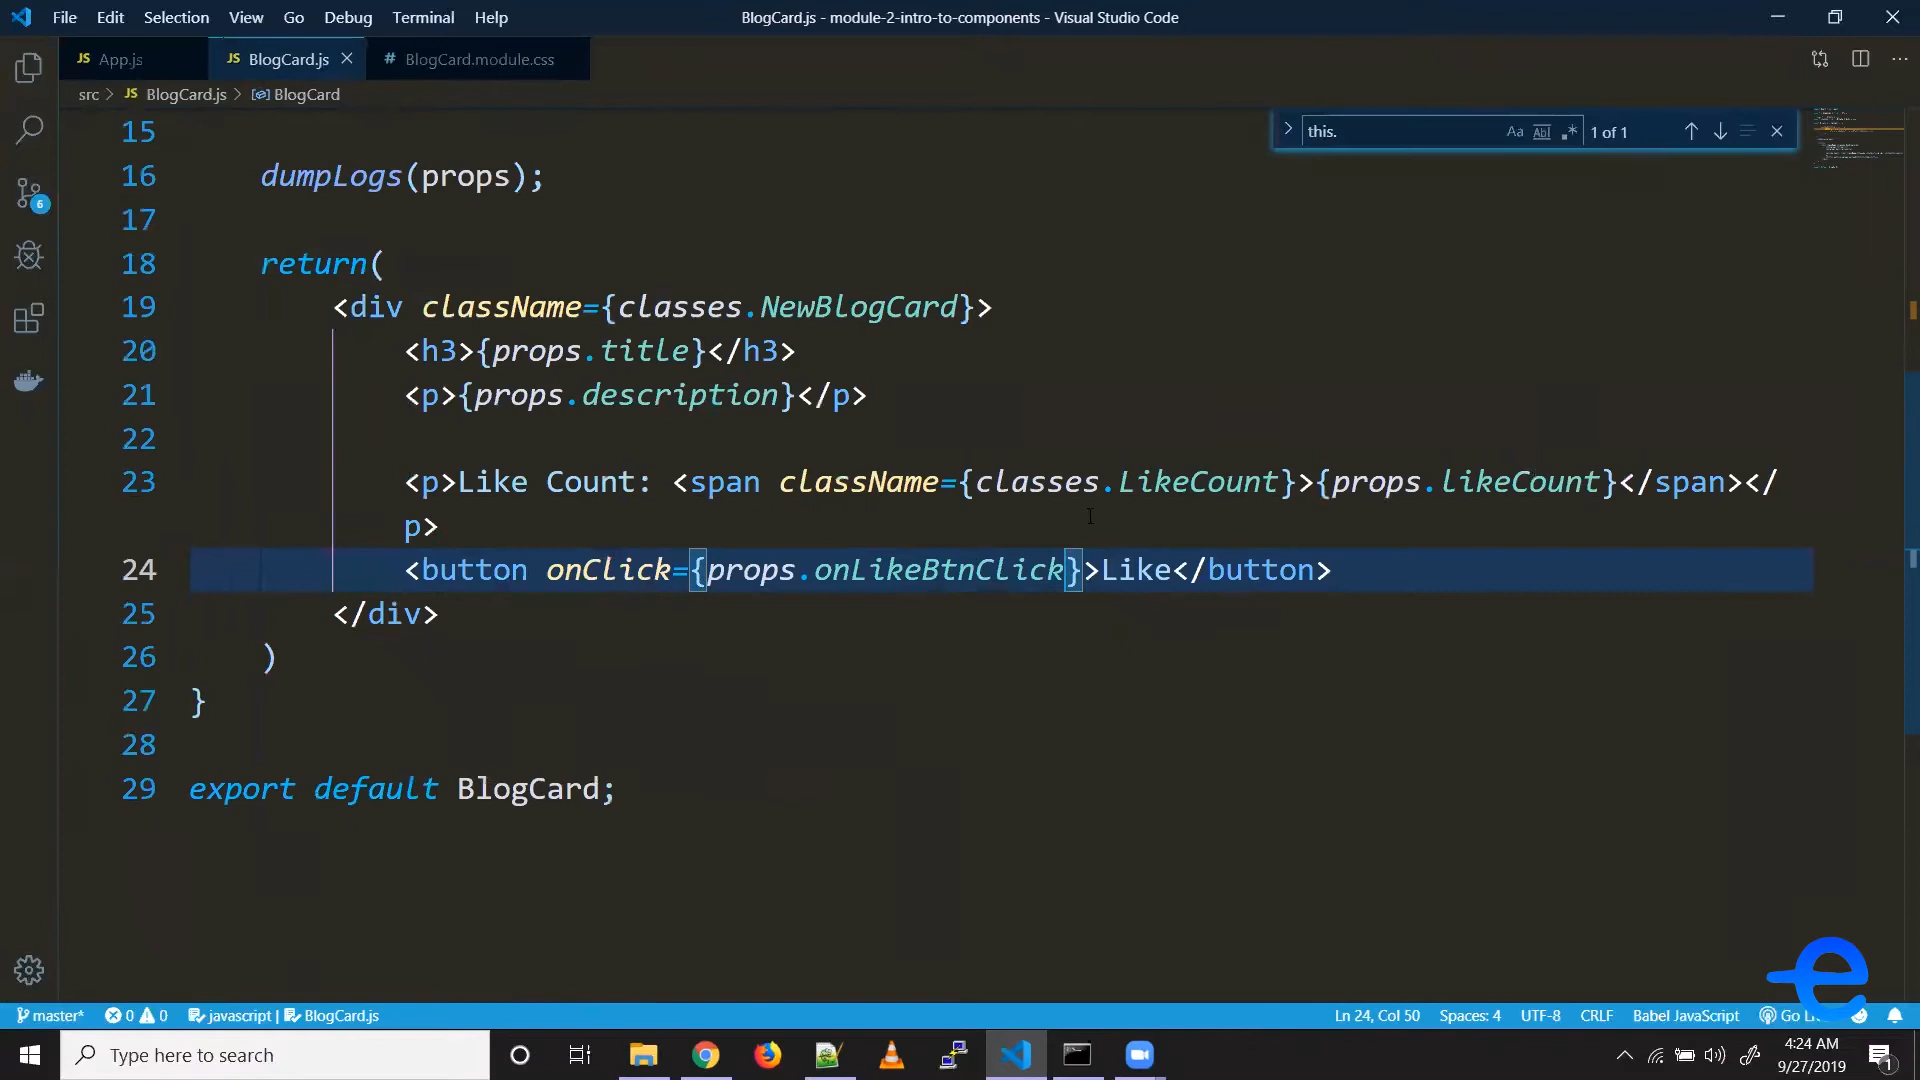 File Edit Selection View Go Debug Terminal Help BlogCard.js - module-2-intro-to-components - Visual Studio Code
JS App.js JS BlogCard.js # BlogCard.module.css
src > JS BlogCard.js > BlogCard
this. Aa Abl 1 of 1
15
16 dumpLogs(props);
17
18 return(
19 <div className={classes.NewBlogCard}>
20 <h3>{props.title}</h3>
21 <p>{props.description}</p>
22
23 <p>Like Count: <span className={classes.LikeCount}>{props.likeCount}</span></
p>
24 <button onClick={props.onLikeBtnClick}>Like</button>
25 </div>
26 )
27 }
28
29 export default BlogCard;
6
master* 0 0 javascript | BlogCard.js Ln 24, Col 50 Spaces: 4 UTF-8 CRLF Babel JavaScript Go
Type here to search
4:24 AM
9/27/2019
1